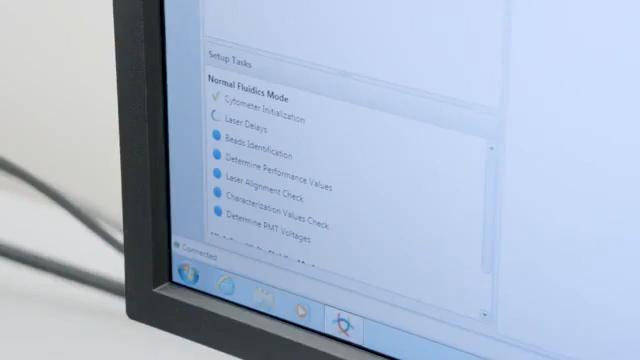 Setup Tasks
Normal Fluidics Mode
Cytometer Initialization
Laser Delays
Beads Identification
Determine Performance Values
Laser Alignment Check
Characterization Values Check
Determine PMT Voltages
Connected